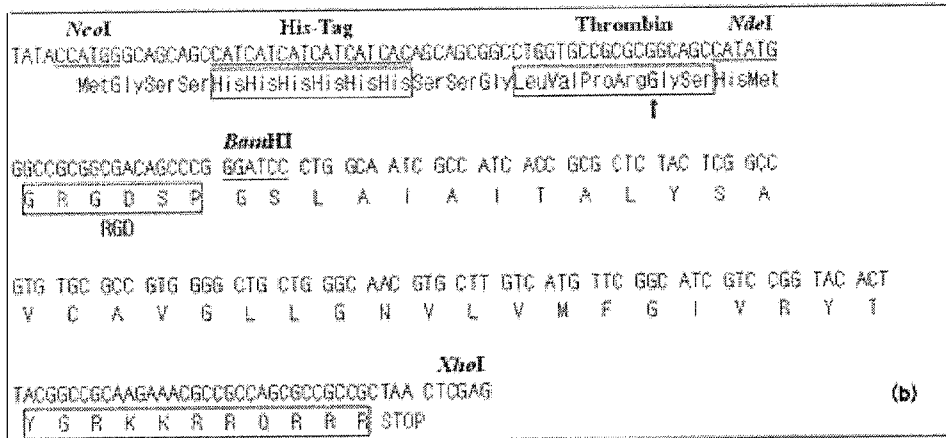 NcoI His-Tag Thrombin NdeI
TATACCATGGGCAGCAGCCATCATCATCATCATCACAGCAGCGGCCTGGTGCCGCGCGGCAGCCATATG
MetGlySerSerHisHisHisHisHisHisSerSerGlyLeuValProArgGlySerHisMet
BamHI
GGCCGCGGCGACAGCCCG GGATCC CTG GCA ATC GCC ATC ACC GCG CTC TAC TCG GCC
G R G D S P G S L A I A I T A L Y S A
RGD
GTG TGC GCC GTG GGG CTG CTG GGC AAC GTG CTT GTC ATG TTC GGC ATC GTC CGG TAC ACT
V C A V G L L G N V L V M F G I V R Y T
XhoI
TACGGCCGCAAGAAACGCCGCCAGCGCCGCCGCTAA CTCGAG (b)
Y G R K K R R Q R R R STOP